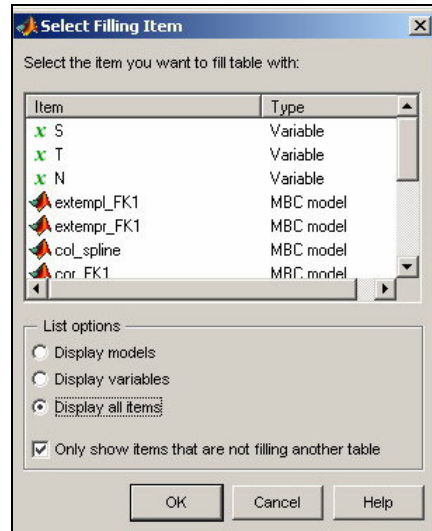 Select Filling Item
Select the item you want to fill table with:
Item Type
x S Variable
x T Variable
x N Variable
extempl_FK1 MBC model
extempr_FK1 MBC model
col_spline MBC model
cor_FK1 MBC model
List options
Display models
Display variables
Display all items
Only show items that are not filling another table
OK Cancel Help